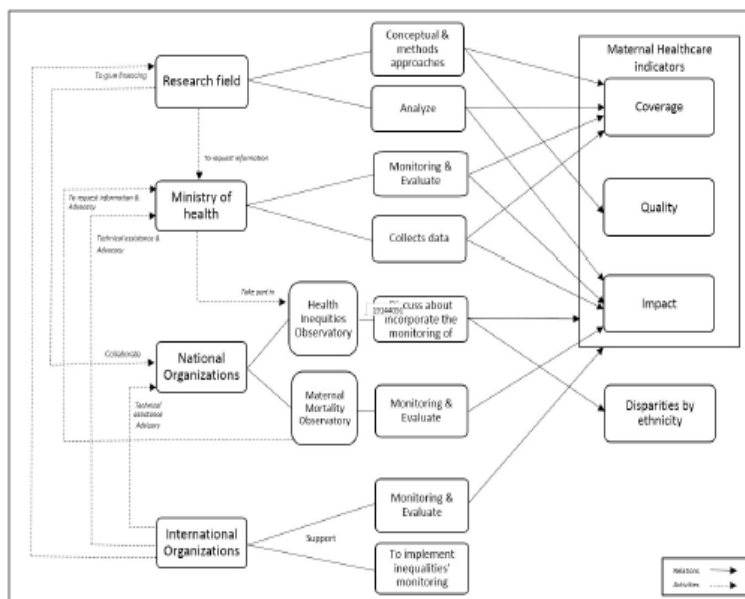 Conceptual &
methods
approaches
Maternal Healthcare
indicators
To give financing
Research field
Coverage
Analyze
To request information
Monitoring &
Evaluate
To request information &
Advocacy
Ministry of
health
Quality
Technical assistance &
Advocacy
Collects data
Take part in
Health
Inequities
Observatory
cuss about
incorporate the
monitoring of
Impact
Collaborate
National
Organizations
Technical
assistance
Advisory
Maternal
Mortality
Observatory
Monitoring &
Evaluate
Disparities by
ethnicity
Monitoring &
Evaluate
International
Organizations
Support
To implement
inequalities'
monitoring
Relations
Activities